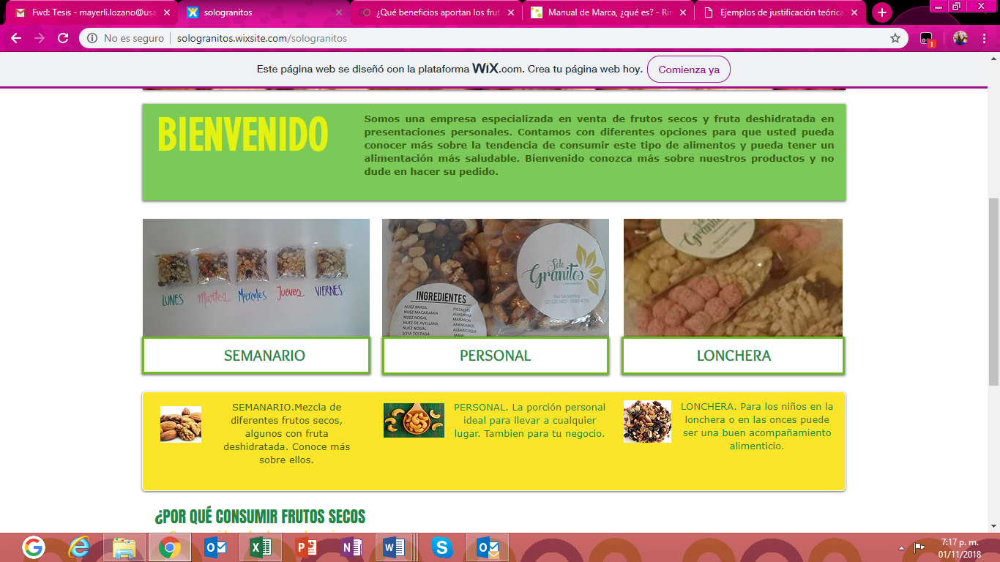 Fwd: Tesis - mayerli.lozano@usa
sologranitos
¿Qué beneficios aportan los frut
Manual de Marca, ¿qué es? - Rin
Ejemplos de justificación teórica
No es seguro
sologranitos.wixsite.com/sologranitos
1
Este página web se diseñó con la plataforma WiX.com. Crea tu página web hoy.
Comienza ya
BIENVENIDO
Somos una empresa especializada en venta de frutos secos y fruta deshidratada en
presentaciones personales. Contamos con diferentes opciones para que usted pueda
conocer más sobre la tendencia de consumir este tipo de alimentos y pueda tener un
alimentación más saludable. Bienvenido conozca más sobre nuestros productos y no
dude en hacer su pedido.
LUNES
Martes
Miercoles
Jueves
VIERNES
Solo
Granitos
INGREDIENTES
NUEZ BRASIL
NUEZ MACADAMIA
NUEZ NOGAL
NUEZ DE AVELLANA
NUEZ NOGAL
SOYA TOSTADA
PISTACHO
ALMENDRA
MARAÑON
ARANDANOS
ALBARICOQUE
MANI
Granitos
SEMANARIO
PERSONAL
LONCHERA
SEMANARIO.Mezcla de
diferentes frutos secos,
algunos con fruta
deshidratada. Conoce más
sobre ellos.
PERSONAL. La porción personal
ideal para llevar a cualquier
lugar. Tambien para tu negocio.
LONCHERA. Para los niños en la
lonchera o en las onces puede
ser una buen acompañamiento
alimenticio.
¿POR QUÉ CONSUMIR FRUTOS SECOS
7:17 p. m.
01/11/2018